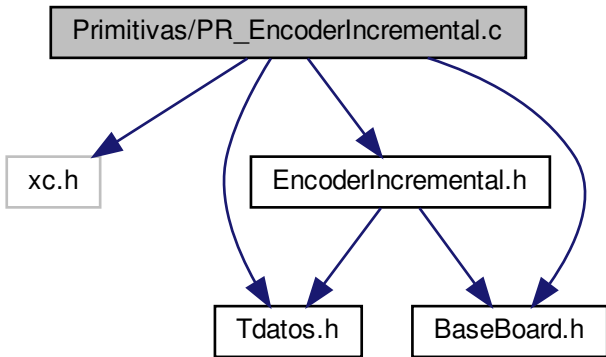 Primitivas/PR_EncoderIncremental.c
xc.h
EncoderIncremental.h
Tdatos.h
BaseBoard.h